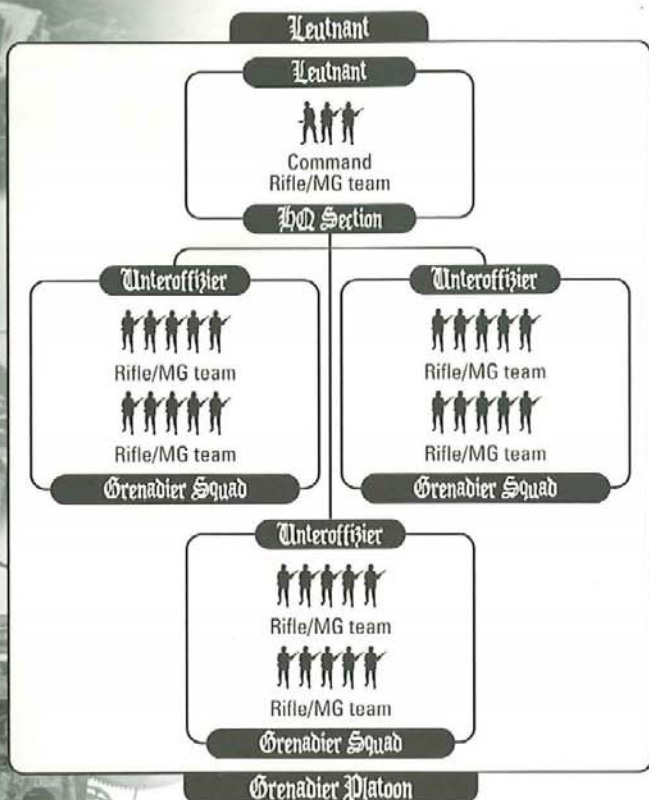 Leutnant
Leutnant
Command
Rifle/MG team
HQ Section
Unteroffizier
Rifle/MG team
Rifle/MG team
Grenadier Squad
Unteroffizier
Rifle/MG team
Rifle/MG team
Grenadier Squad
Unteroffizier
Rifle/MG team
Rifle/MG team
Grenadier Squad
Grenadier Platoon